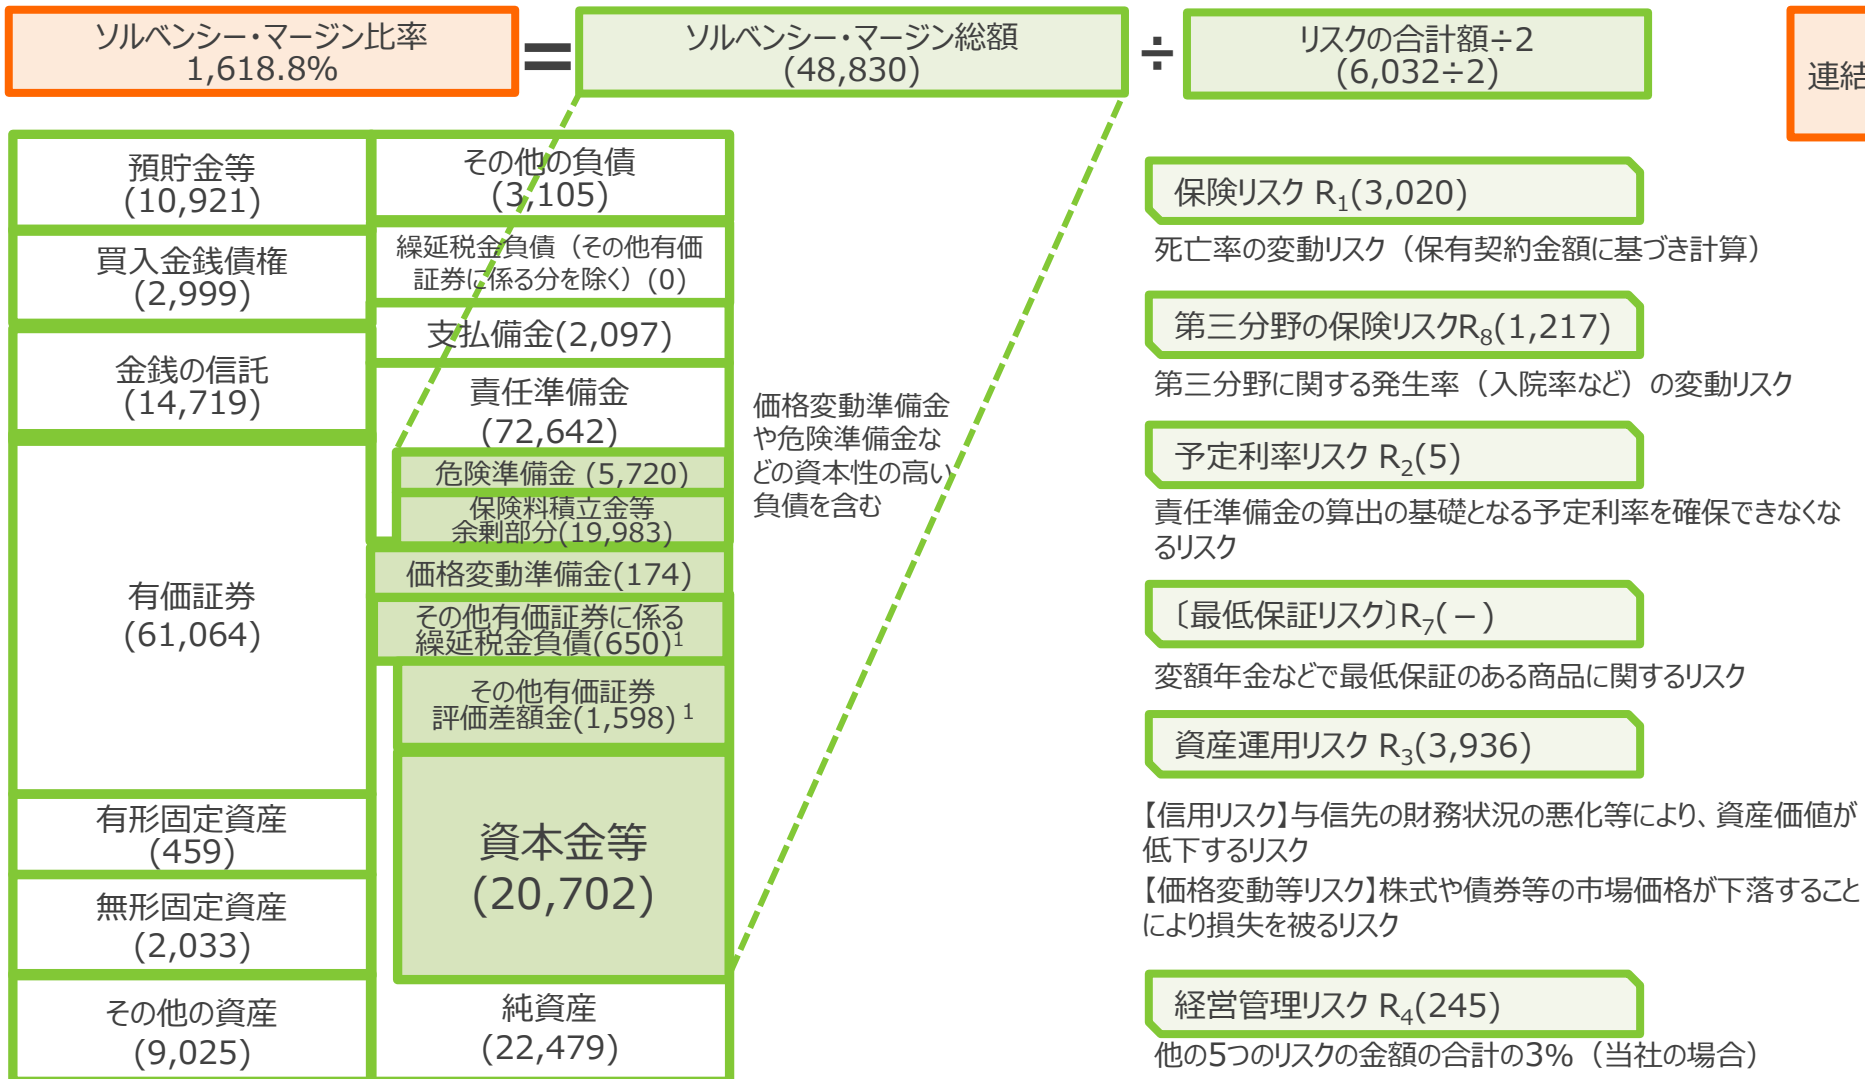 ソルベンシー・マージン比率
1,618.8%
=
ソルベンシー・マージン総額
(48,830)
÷
リスクの合計額÷2
(6,032÷2)
連結
預貯金等
(10,921)
買入金銭債権
(2,999)
金銭の信託
(14,719)
有価証券
(61,064)
有形固定資産
(459)
無形固定資産
(2,033)
その他の資産
(9,025)
その他の負債
(3,105)
繰延税金負債（その他有価
証券に係る分を除く）(0)
支払備金(2,097)
責任準備金
(72,642)
危険準備金 (5,720)
保険料積立金等
余剰部分(19,983)
価格変動準備金(174)
その他有価証券に係る
繰延税金負債(650)1
その他有価証券
評価差額金(1,598) 1
資本金等
(20,702)
純資産
(22,479)
価格変動準備金
や危険準備金な
どの資本性の高い
負債を含む
保険リスク R1(3,020)
死亡率の変動リスク（保有契約金額に基づき計算）
第三分野の保険リスクR8(1,217)
第三分野に関する発生率（入院率など）の変動リスク
予定利率リスク R2(5)
責任準備金の算出の基礎となる予定利率を確保できなくな
るリスク
〔最低保証リスク〕R7(－)
変額年金などで最低保証のある商品に関するリスク
資産運用リスク R3(3,936)
【信用リスク】与信先の財務状況の悪化等により、資産価値が
低下するリスク
【価格変動等リスク】株式や債券等の市場価格が下落すること
により損失を被るリスク
経営管理リスク R4(245)
他の5つのリスクの金額の合計の3%（当社の場合）